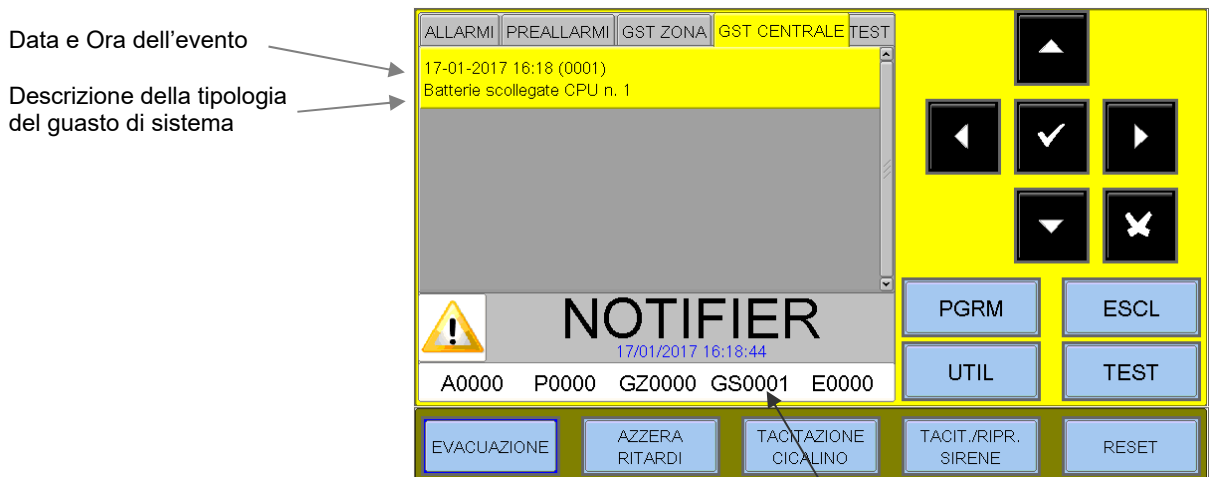 Data e Ora dell'evento
Descrizione della tipologia
del guasto di sistema
ALLARMI PREALLARMI GST ZONA GST CENTRALE TEST
17-01-2017 16:18 (0001)
Batterie scollegate CPU n. 1
NOTIFIER
17/01/2017 16:18:44
A0000 P0000 GZ0000 GS0001 E0000
PGRM
ESCL
UTIL
TEST
EVACUAZIONE
AZZERA
RITARDI
TACITAZIONE
CICALINO
TACIT./RIPR.
SIRENE
RESET